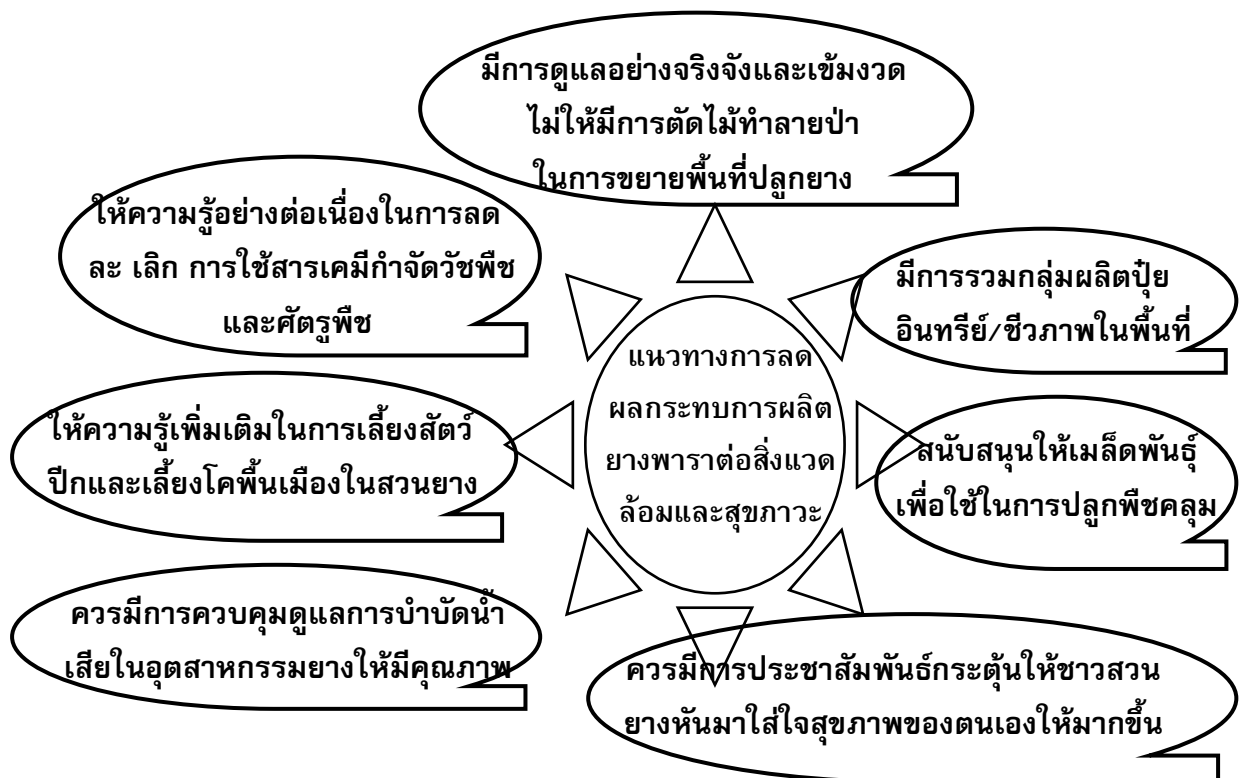 มีการดูแลอย่างจริงจังและเข้มงวด
ไม่ให้มีการตัดไม้ทำลายป่า
ในการขยายพื้นที่ปลูกยาง
ให้ความรู้อย่างต่อเนื่องในการลด
ละ เลิก การใช้สารเคมีกำจัดวัชพืช
และศัตรูพืช
มีการรวมกลุ่มผลิตปุ๋ย
อินทรีย์/ชีวภาพในพื้นที่
แนวทางการลด
ผลกระทบการผลิต
ยางพาราต่อสิ่งแวด
ล้อมและสุขภาวะ
ให้ความรู้เพิ่มเติมในการเลี้ยงสัตว์
ปีกและเลี้ยงโคพื้นเมืองในสวนยาง
สนับสนุนให้เมล็ดพันธุ์
เพื่อใช้ในการปลูกพืชคลุม
ควรมีการควบคุมดูแลการบำบัดน้ำ
เสียในอุตสาหกรรมยางให้มีคุณภาพ
ควรมีการประชาสัมพันธ์กระตุ้นให้ชาวสวน
ยางหันมาใส่ใจสุขภาพของตนเองให้มากขึ้น